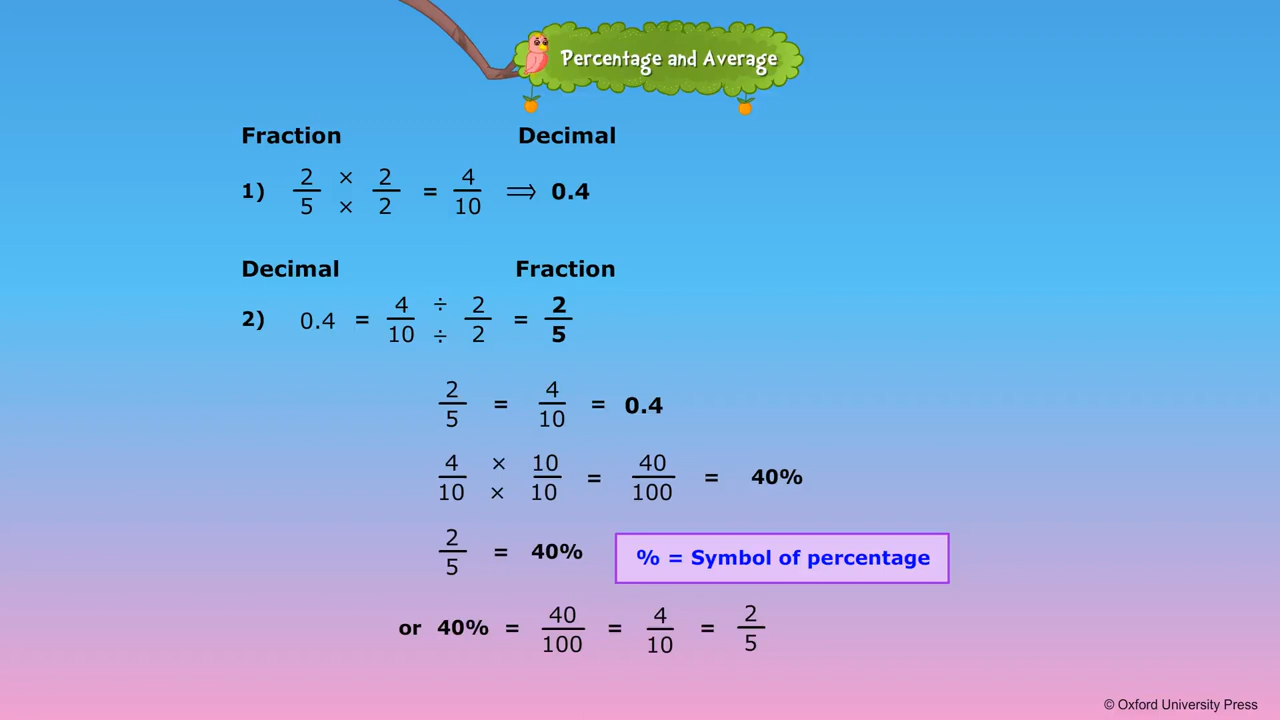 Percentage and Average
Fraction Decimal
1) 2/5 × 2/2 = 4/10 ⟹ 0.4
Decimal Fraction
2) 0.4 = 4/10 ÷ 2/2 = 2/5
2/5 = 4/10 = 0.4
4/10 × 10/10 = 40/100 = 40%
2/5 = 40%
% = Symbol of percentage
or 40% = 40/100 = 4/10 = 2/5
© Oxford University Press